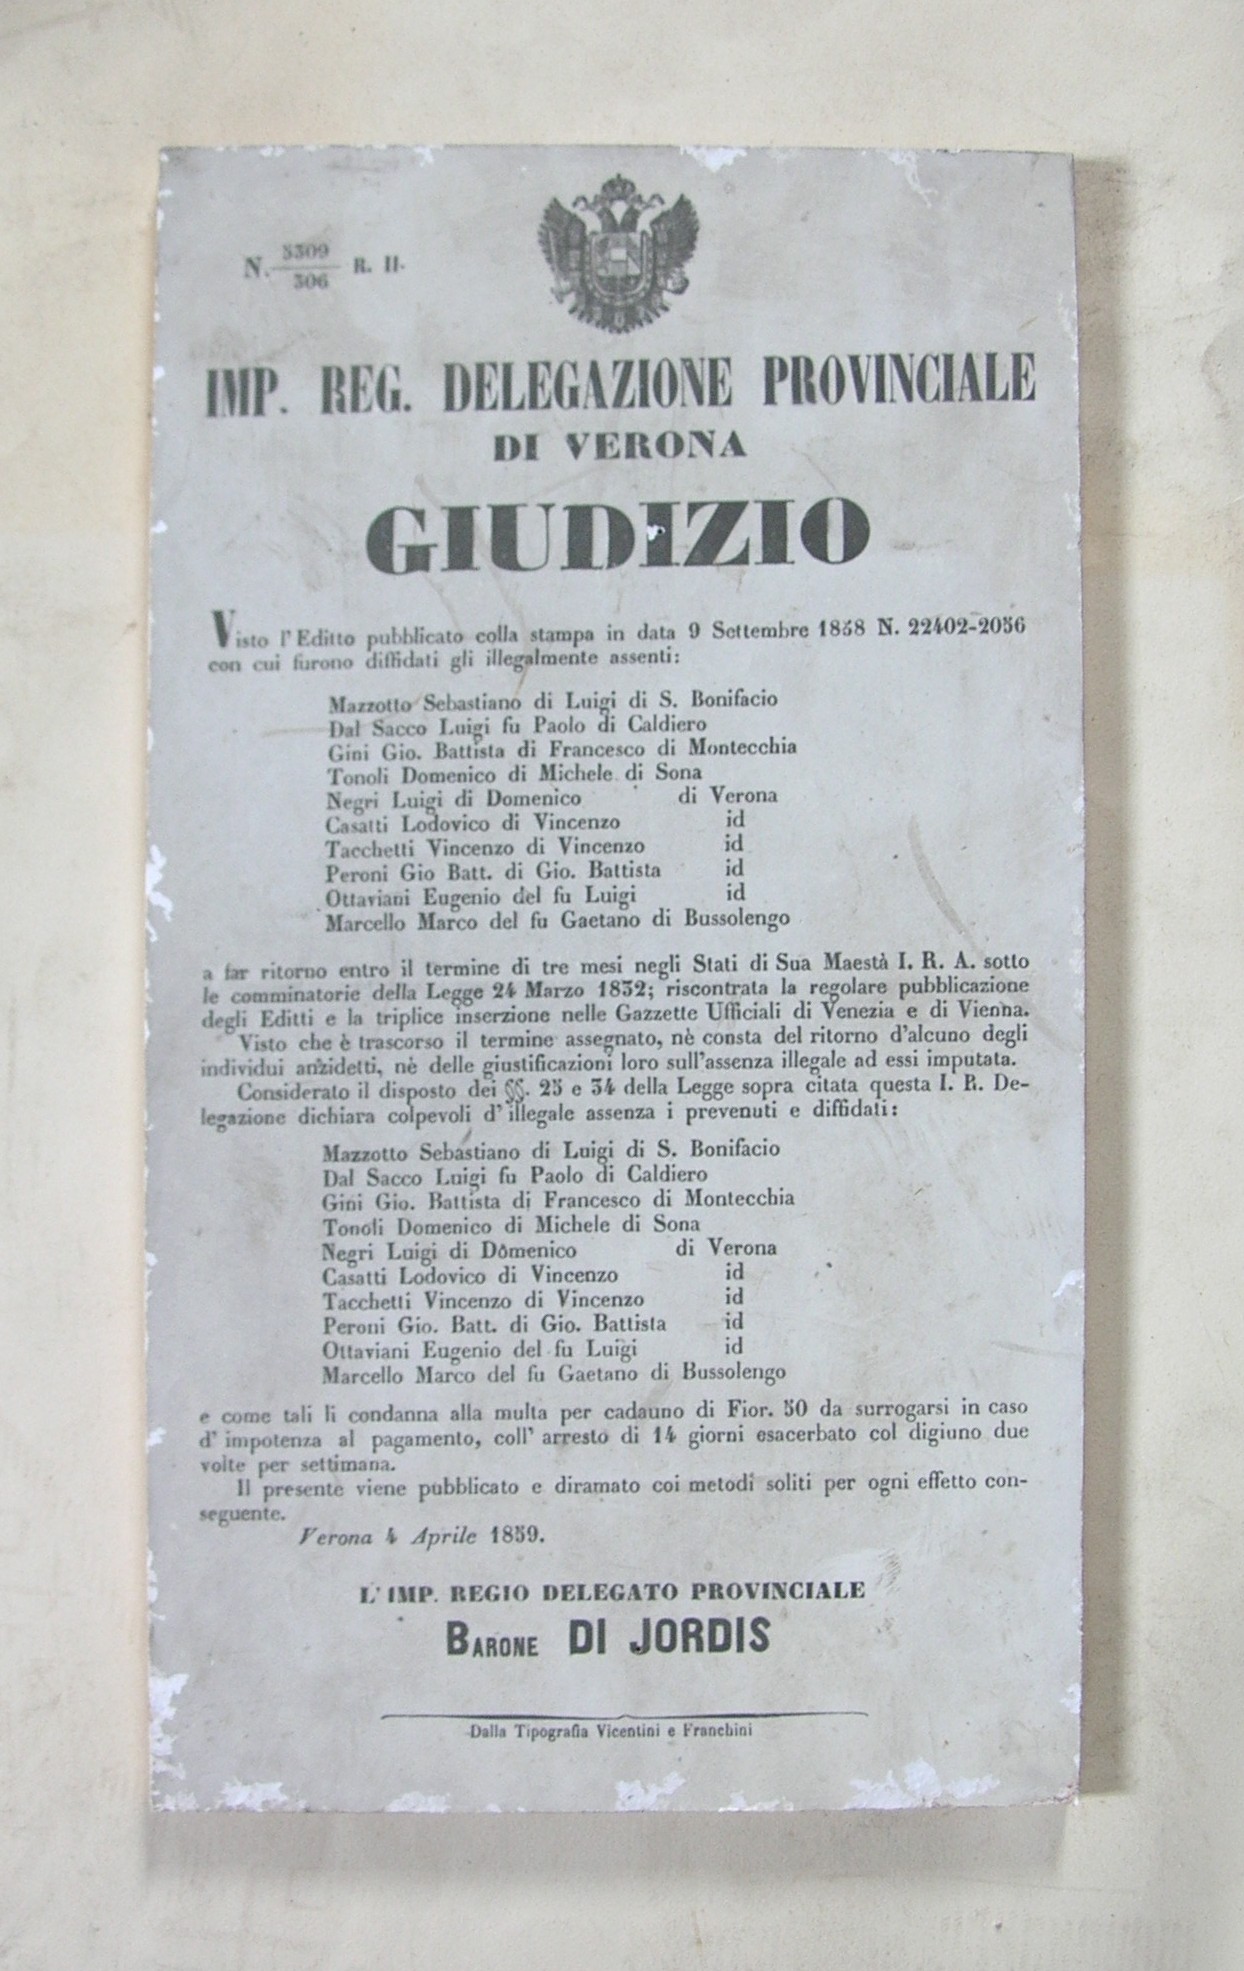 N. 5309/306 R. II.
IMP. REG. DELEGAZIONE PROVINCIALE
DI VERONA
GIUDIZIO
Visto l'Editto pubblicato colla stampa in data 9 Settembre 1858 N. 22402-2056
con cui furono diffidati gli illegalmente assenti:
Mazzotto Sebastiano di Luigi di S. Bonifacio
Dal Sacco Luigi fu Paolo di Caldiero
Gini Gio. Battista di Francesco di Montecchia
Tonoli Domenico di Michele di Sona
Negri Luigi di Domenico di Verona
Casatti Lodovico di Vincenzo id
Tacchetti Vincenzo di Vincenzo id
Peroni Gio Batt. di Gio. Battista id
Ottaviani Eugenio del fu Luigi id
Marcello Marco del fu Gaetano di Bussolengo
a far ritorno entro il termine di tre mesi negli Stati di Sua Maestà I. R. A. sotto
le comminatorie della Legge 24 Marzo 1832; riscontrata la regolare pubblicazione
degli Editti e la triplice inserzione nelle Gazzette Ufficiali di Venezia e di Vienna.
Visto che è trascorso il termine assegnato, nè consta del ritorno d'alcuno degli
individui anzidetti, nè delle giustificazioni loro sull'assenza illegale ad essi imputata.
Considerato il disposto dei §§. 25 e 34 della Legge sopra citata questa I. R. De-
legazione dichiara colpevoli d'illegale assenza i prevenuti e diffidati:
Mazzotto Sebastiano di Luigi di S. Bonifacio
Dal Sacco Luigi fu Paolo di Caldiero
Gini Gio. Battista di Francesco di Montecchia
Tonoli Domenico di Michele di Sona
Negri Luigi di Domenico di Verona
Casatti Lodovico di Vincenzo id
Tacchetti Vincenzo di Vincenzo id
Peroni Gio. Batt. di Gio. Battista id
Ottaviani Eugenio del fu Luigi id
Marcello Marco del fu Gaetano di Bussolengo
e come tali li condanna alla multa per cadauno di Fior. 50 da surrogarsi in caso
d'impotenza al pagamento, coll'arresto di 14 giorni esacerbato col digiuno due
volte per settimana.
Il presente viene pubblicato e diramato coi metodi soliti per ogni effetto con-
seguente.
Verona 4 Aprile 1859.
L'IMP. REGIO DELEGATO PROVINCIALE
BARONE DI JORDIS
Dalla Tipografia Vicentini e Franchini